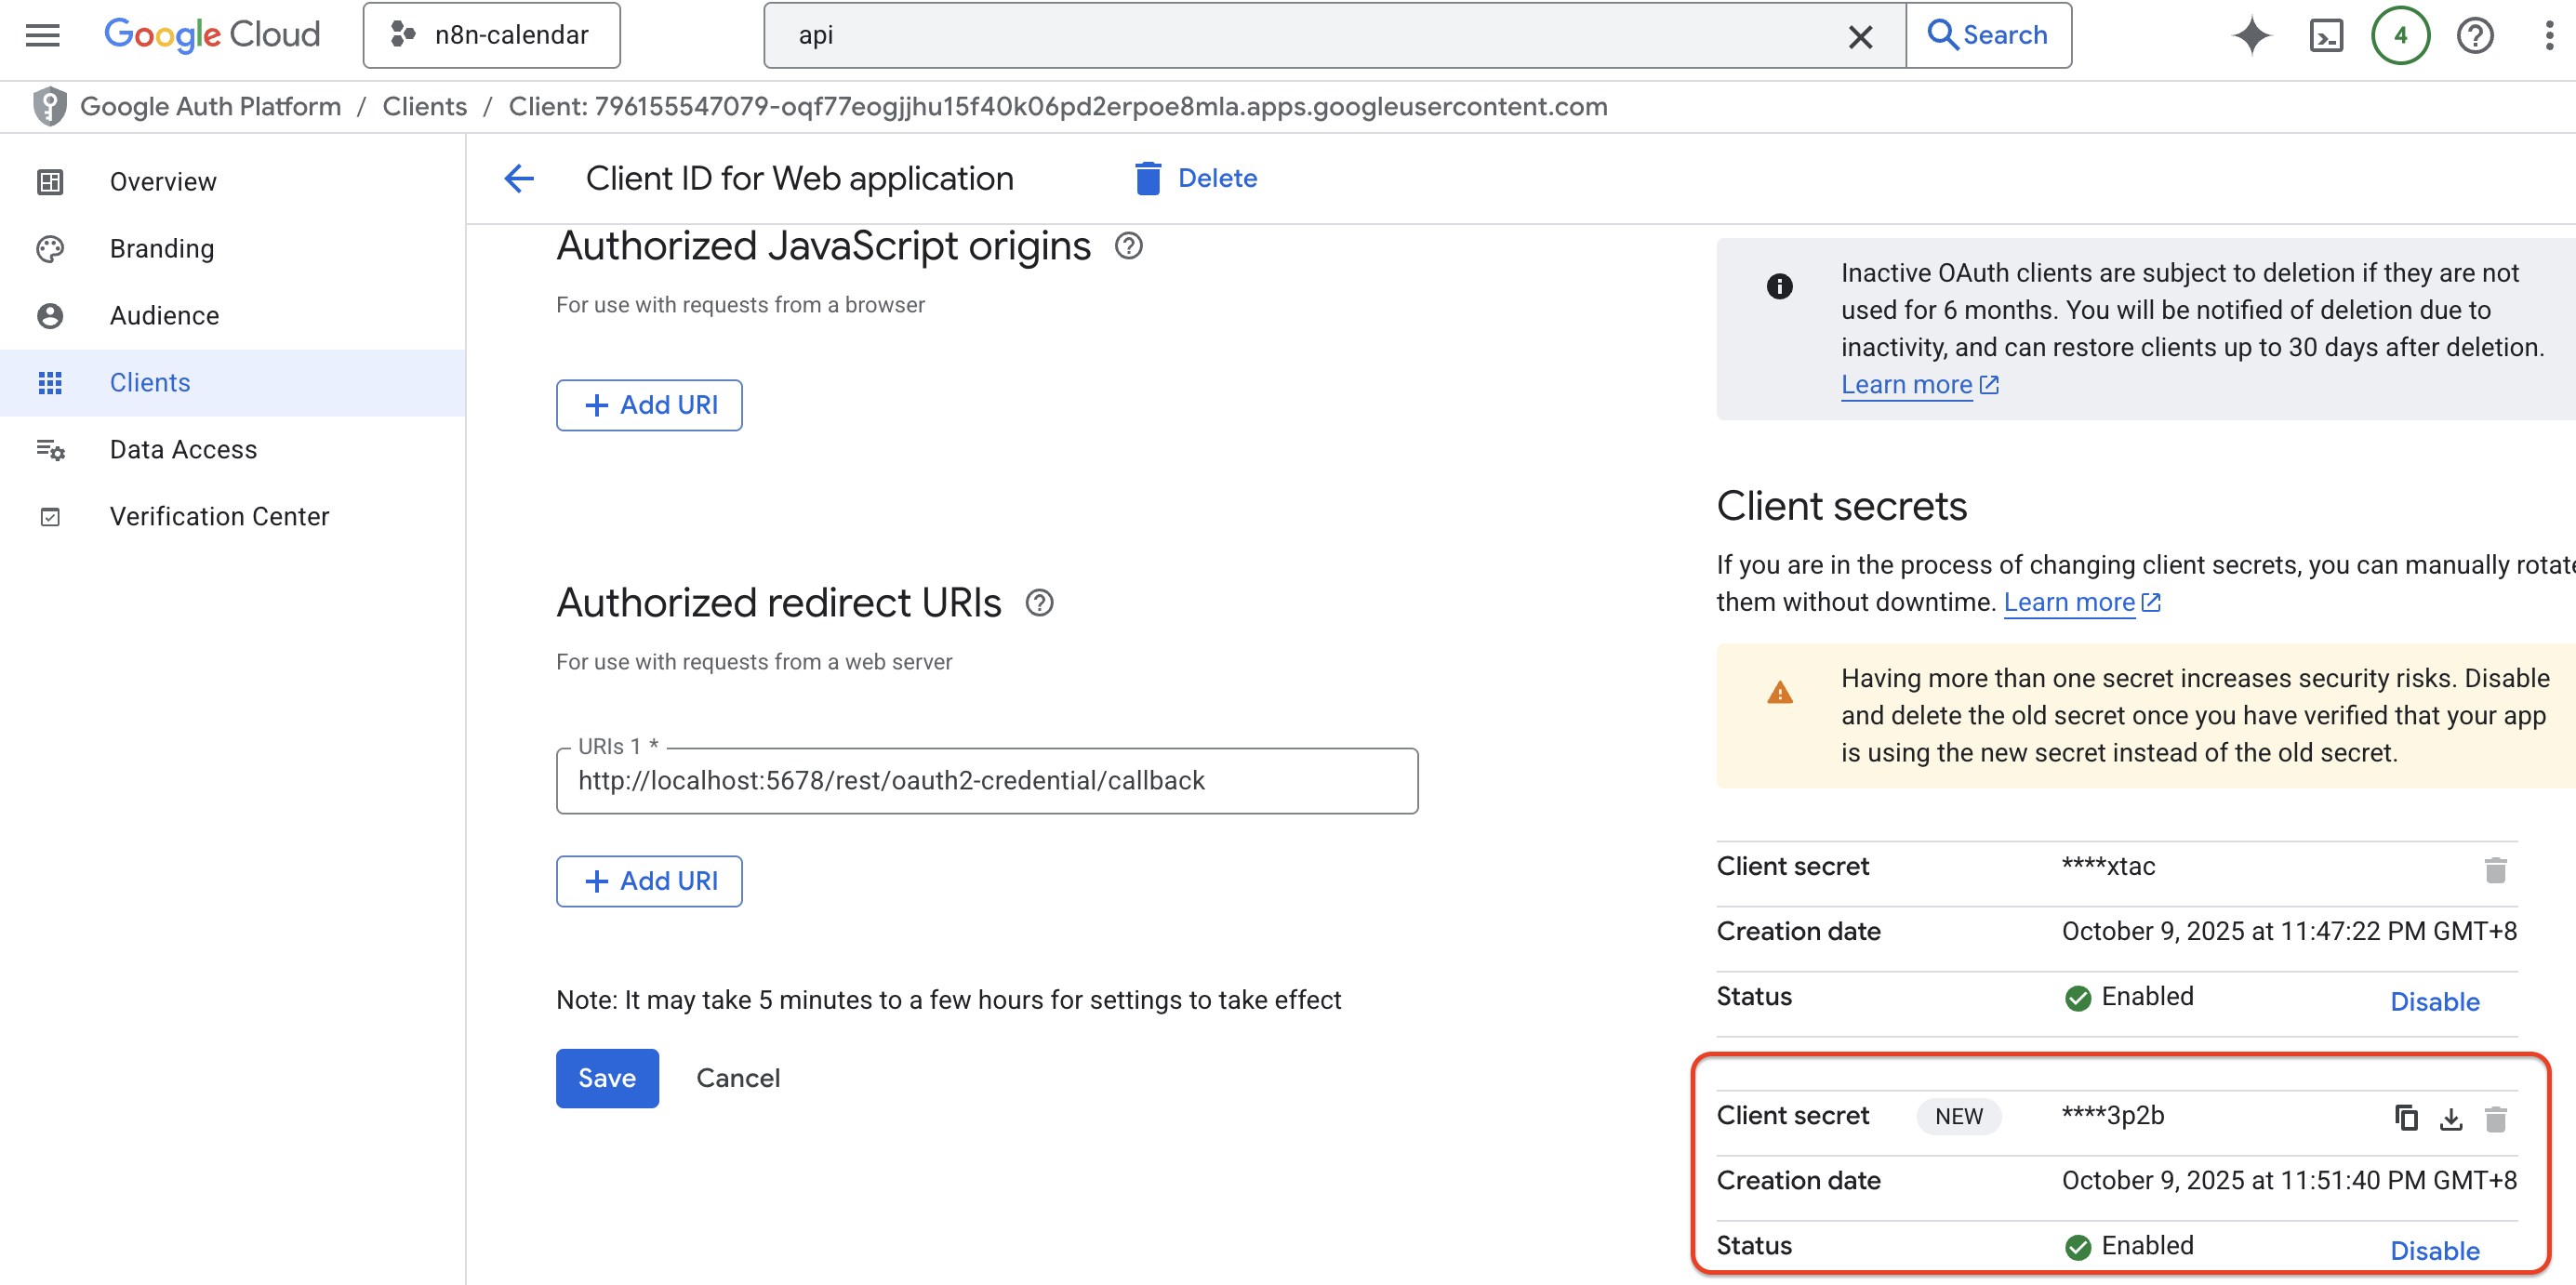 Google Cloud
n8n-calendar
api
Search
4
Google Auth Platform / Clients / Client: 796155547079-oqf77eogjjhu15f40k06pd2erpoe8mla.apps.googleusercontent.com
Overview
Branding
Audience
Clients
Data Access
Verification Center
Client ID for Web application
Delete
Authorized JavaScript origins
For use with requests from a browser
Add URI
Authorized redirect URIs
For use with requests from a web server
URIs 1 *
http://localhost:5678/rest/oauth2-credential/callback
Add URI
Note: It may take 5 minutes to a few hours for settings to take effect
Save
Cancel
Inactive OAuth clients are subject to deletion if they are not
used for 6 months. You will be notified of deletion due to
inactivity, and can restore clients up to 30 days after deletion.
Learn more
Client secrets
If you are in the process of changing client secrets, you can manually rotate
them without downtime. Learn more
Having more than one secret increases security risks. Disable
and delete the old secret once you have verified that your app
is using the new secret instead of the old secret.
Client secret ****xtac
Creation date October 9, 2025 at 11:47:22 PM GMT+8
Status Enabled Disable
Client secret NEW ****3p2b
Creation date October 9, 2025 at 11:51:40 PM GMT+8
Status Enabled Disable